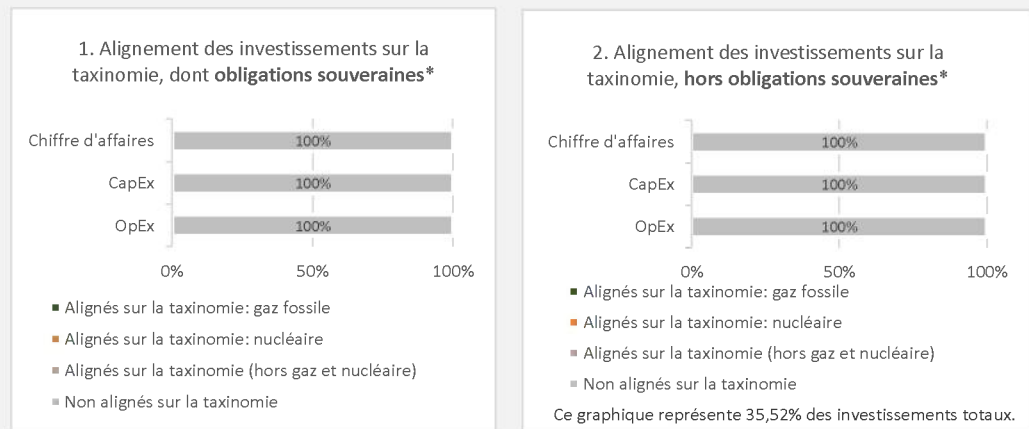 1. Alignement des investissements sur la
taxinomie, dont obligations souveraines*
Chiffre d'affaires
100%
CapEx
100%
OpEx
100%
0%
50%
100%
Alignés sur la taxinomie: gaz fossile
Alignés sur la taxinomie: nucléaire
Alignés sur la taxinomie (hors gaz et nucléaire)
Non alignés sur la taxinomie
2. Alignement des investissements sur la
taxinomie, hors obligations souveraines*
Chiffre d'affaires
100%
CapEx
100%
OpEx
100%
0%
50%
100%
Alignés sur la taxinomie: gaz fossile
Alignés sur la taxinomie: nucléaire
Alignés sur la taxinomie (hors gaz et nucléaire)
Non alignés sur la taxinomie
Ce graphique représente 35,52% des investissements totaux.